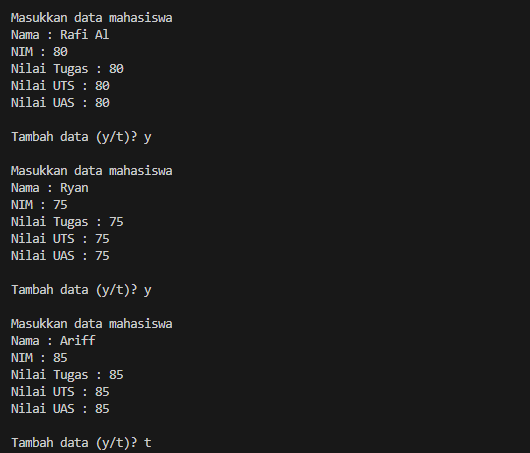 Masukkan data mahasiswa
Nama : Rafi Al
NIM : 80
Nilai Tugas : 80
Nilai UTS : 80
Nilai UAS : 80
Tambah data (y/t)? y
Masukkan data mahasiswa
Nama : Ryan
NIM : 75
Nilai Tugas : 75
Nilai UTS : 75
Nilai UAS : 75
Tambah data (y/t)? y
Masukkan data mahasiswa
Nama : Ariff
NIM : 85
Nilai Tugas : 85
Nilai UTS : 85
Nilai UAS : 85
Tambah data (y/t)? t